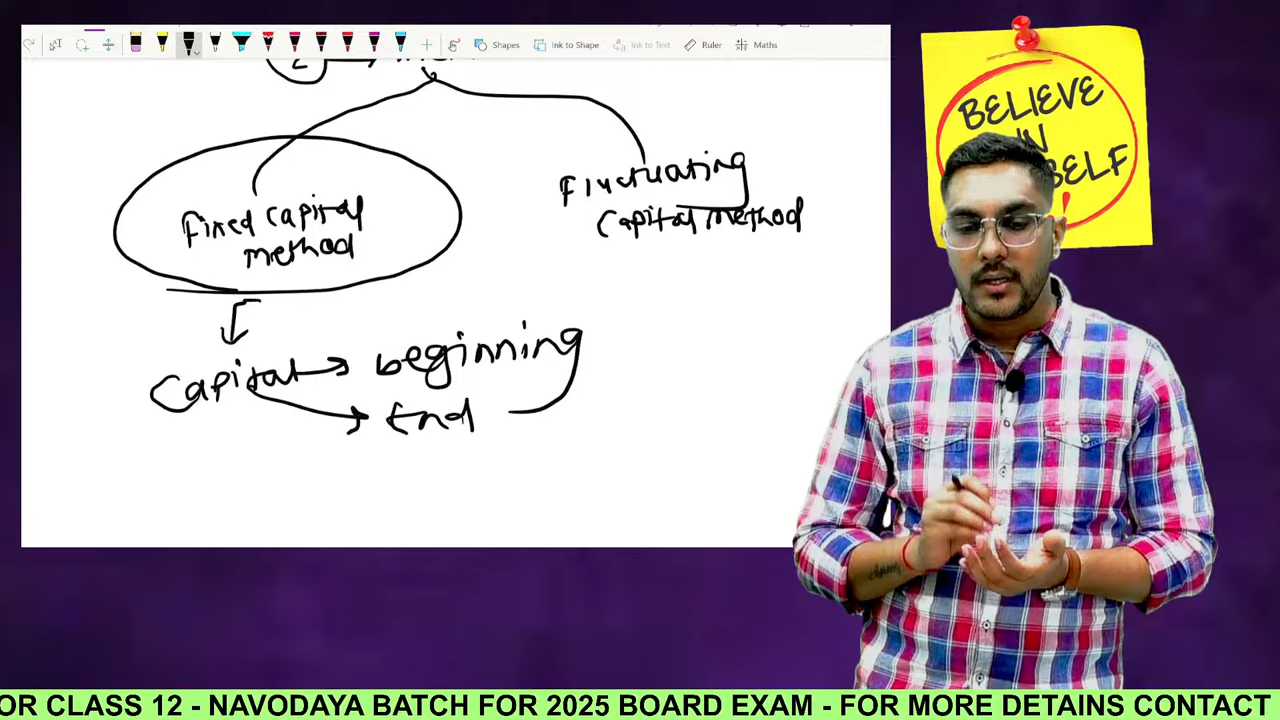 Shapes
Ink to Shape
Ink to Text
Ruler
Maths
2
BELIEVE
IN
SELF
!
Fluctuating
Capital method
Fixed Capital
method
Capital → beginning
→ End
OR CLASS 12 - NAVODAYA BATCH FOR 2025 BOARD EXAM - FOR MORE DETAINS CONTACT